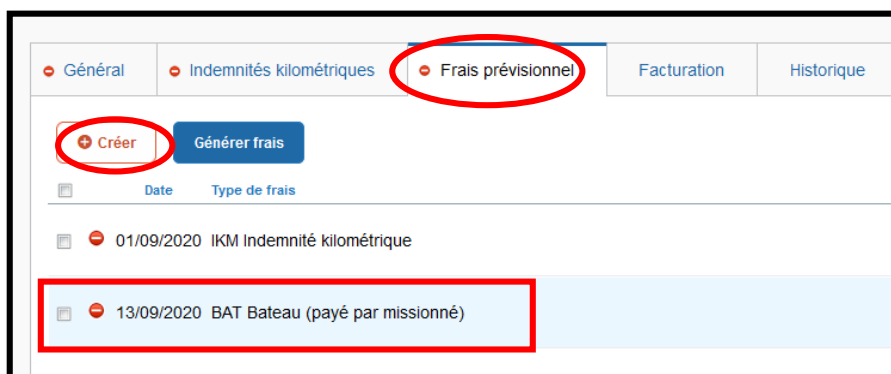 Général Indemnités kilométriques Frais prévisionnel Facturation Historique
Créer Générer frais
Date Type de frais
01/09/2020 IKM Indemnité kilométrique
13/09/2020 BAT Bateau (payé par missionné)